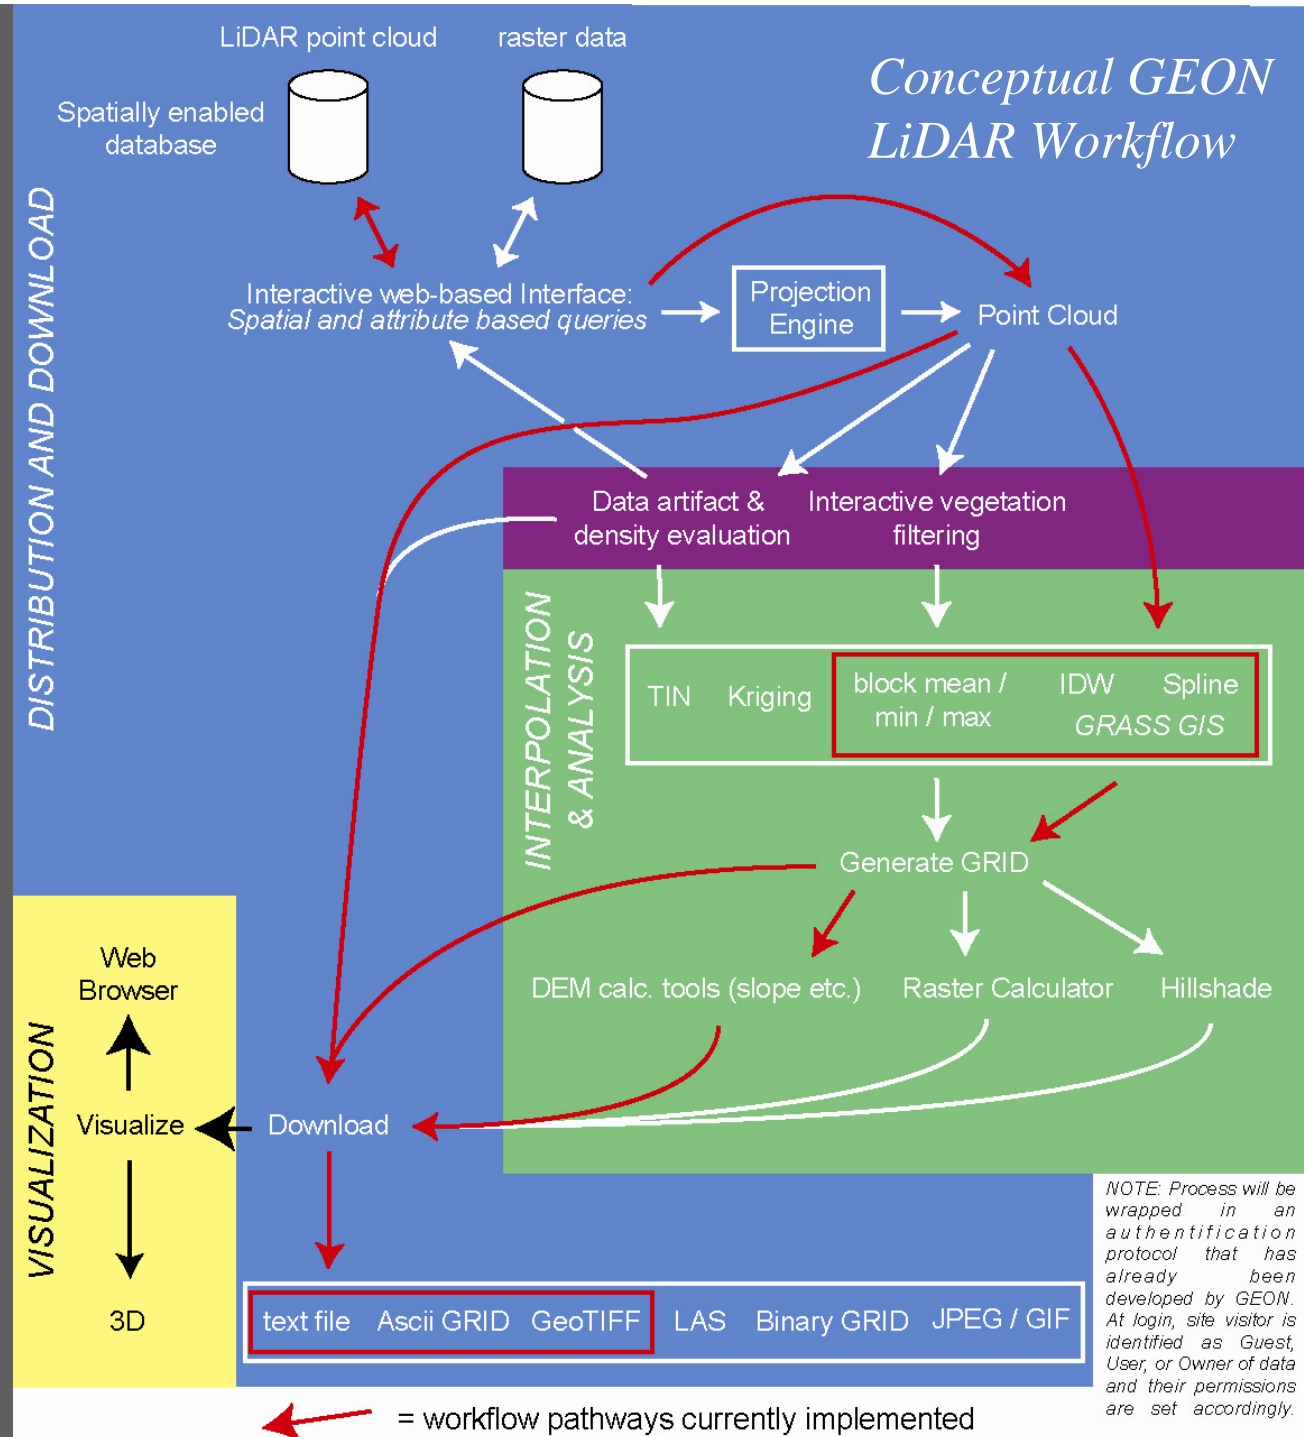 LiDAR point cloud
raster data
Conceptual GEON
LiDAR Workflow
Spatially enabled
database
DISTRIBUTION AND DOWNLOAD
Interactive web-based Interface:
Spatial and attribute based queries
Projection
Engine
Point Cloud
Data artifact &
density evaluation
Interactive vegetation
filtering
INTERPOLATION
& ANALYSIS
TIN
Kriging
block mean /
min / max
IDW
Spline
GRASS GIS
Generate GRID
DEM calc. tools (slope etc.)
Raster Calculator
Hillshade
VISUALIZATION
Web
Browser
Visualize
3D
Download
text file
Ascii GRID
GeoTIFF
LAS
Binary GRID
JPEG / GIF
NOTE: Process will be
wrapped in an
authentification
protocol that has
already been
developed by GEON.
At login, site visitor is
identified as Guest,
User, or Owner of data
and their permissions
are set accordingly.
= workflow pathways currently implemented